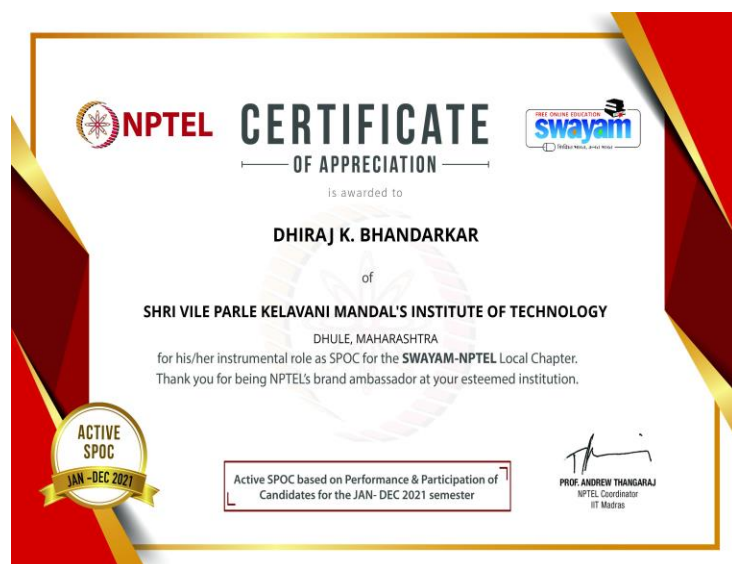 NPTEL
CERTIFICATE
OF APPRECIATION
FREE ONLINE EDUCATION
swayam
is awarded to
DHIRAJ K. BHANDARKAR
of
SHRI VILE PARLE KELAVANI MANDAL'S INSTITUTE OF TECHNOLOGY
DHULE, MAHARASHTRA
for his/her instrumental role as SPOC for the SWAYAM-NPTEL Local Chapter.
Thank you for being NPTEL's brand ambassador at your esteemed institution.
ACTIVE
SPOC
JAN -DEC 2021
Active SPOC based on Performance & Participation of
Candidates for the JAN- DEC 2021 semester
PROF. ANDREW THANGARAJ
NPTEL Coordinator
IIT Madras